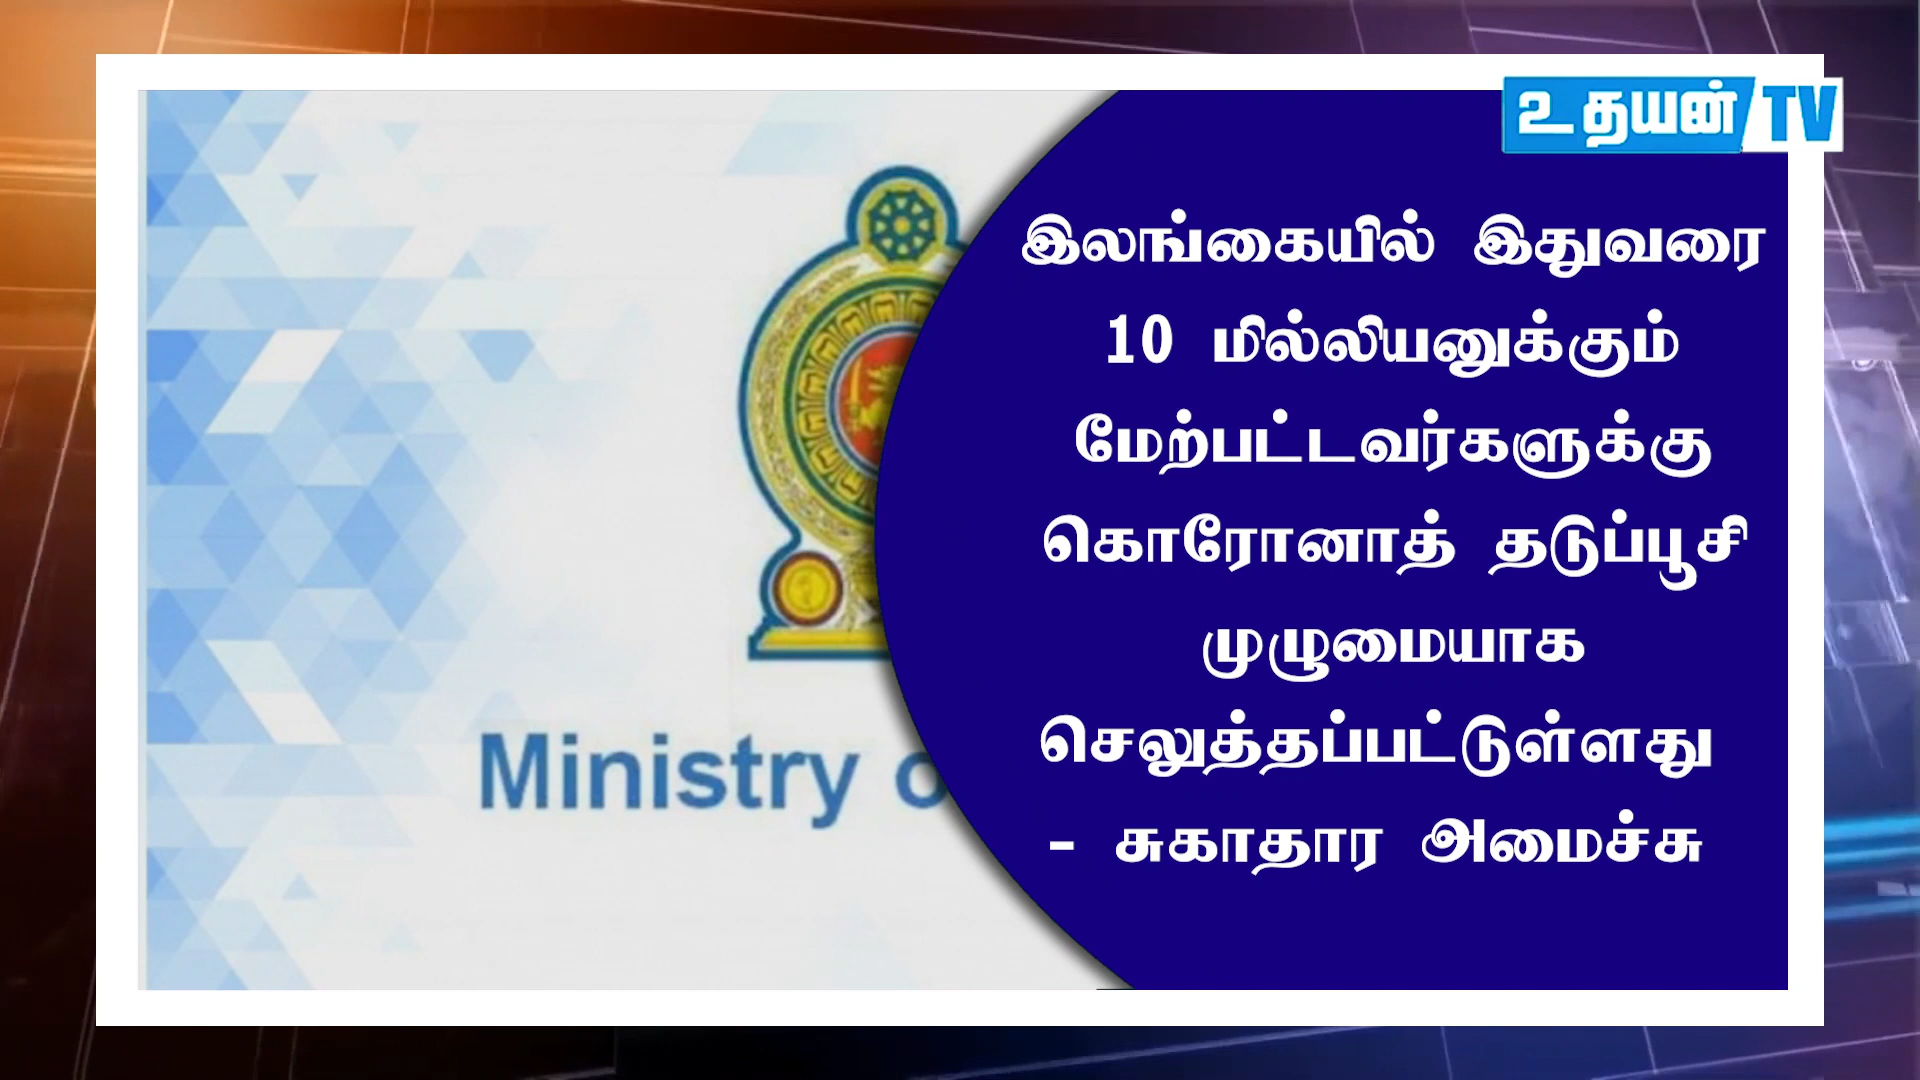 உதயன் TV
இலங்கையில் இதுவரை
10 மில்லியனுக்கும்
மேற்பட்டவர்களுக்கு
கொரோனாத் தடுப்பூசி
முழுமையாக
செலுத்தப்பட்டுள்ளது
- சுகாதார அமைச்சு
Ministry o